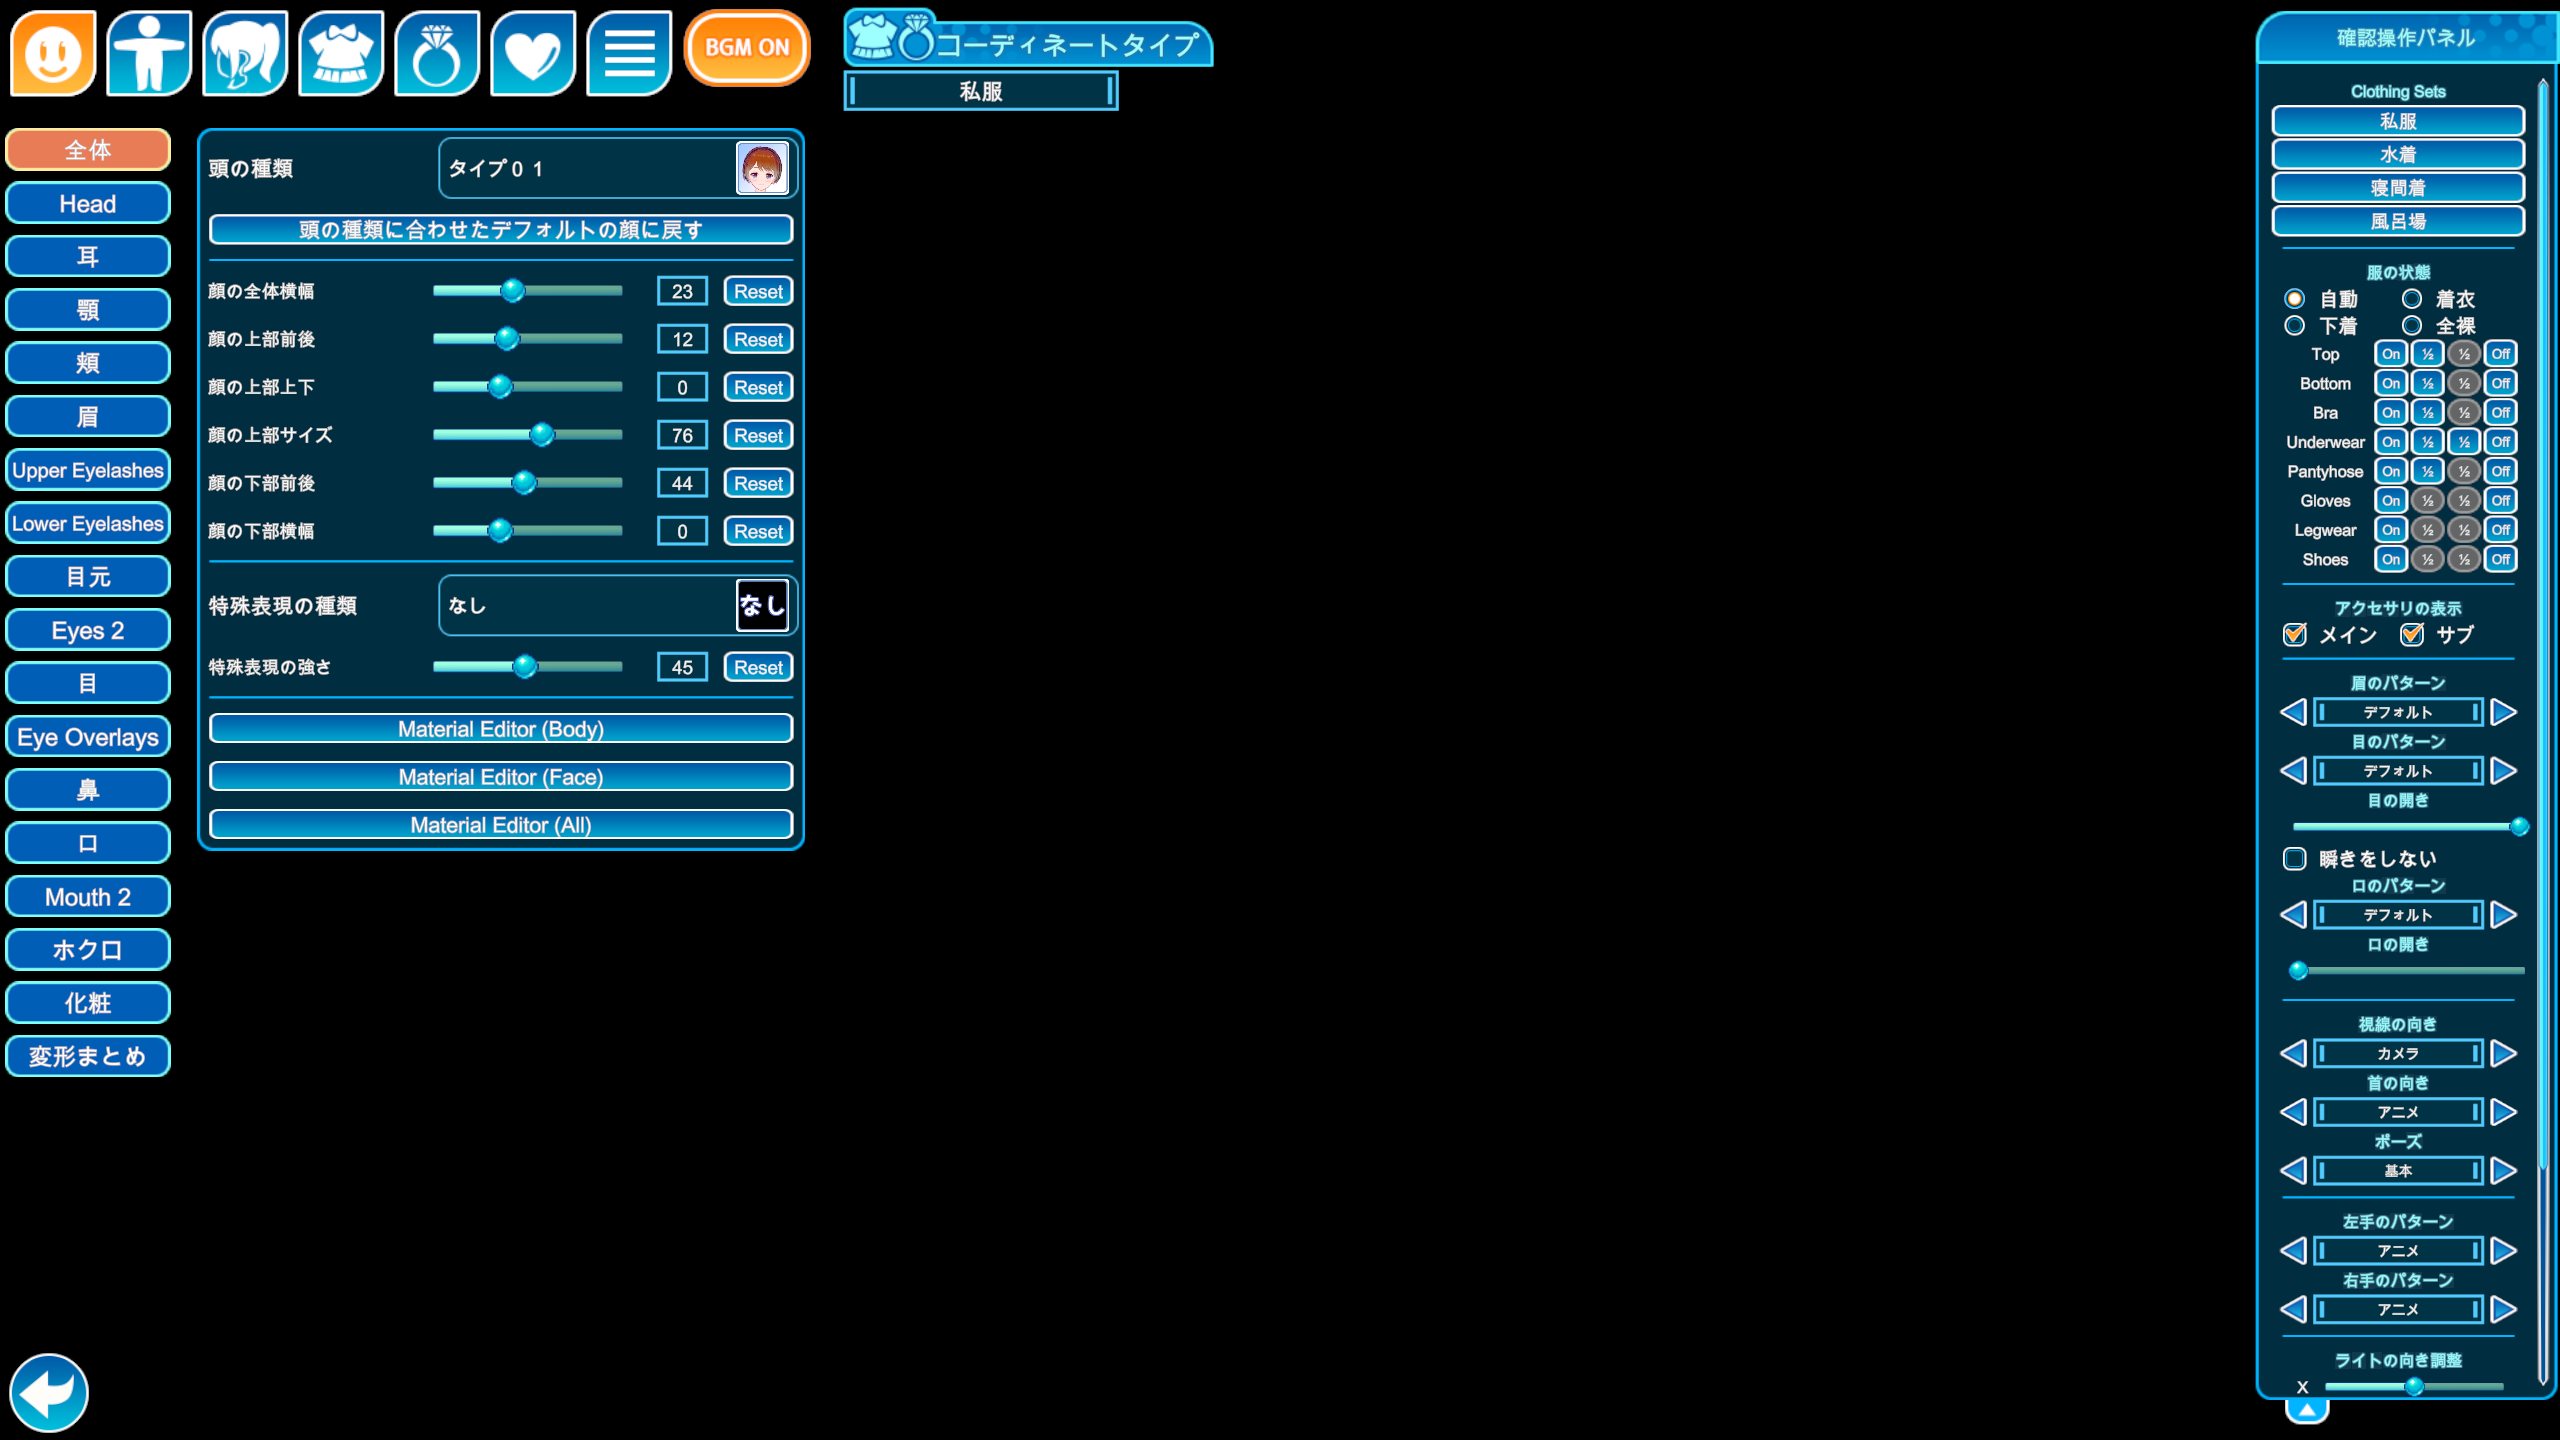 BGM ON
コーディネートタイプ
私服
全体
Head
耳
顎
頬
眉
Upper Eyelashes
Lower Eyelashes
目元
Eyes 2
目
Eye Overlays
鼻
口
Mouth 2
ホクロ
化粧
変形まとめ
頭の種類
タイプ０１
頭の種類に合わせたデフォルトの顔に戻す
顔の全体横幅 23 Reset
顔の上部前後 12 Reset
顔の上部上下 0 Reset
顔の上部サイズ 76 Reset
顔の下部前後 44 Reset
顔の下部横幅 0 Reset
特殊表現の種類 なし なし
特殊表現の強さ 45 Reset
Material Editor (Body)
Material Editor (Face)
Material Editor (All)
確認操作パネル
Clothing Sets
私服
水着
寝間着
風呂場
服の状態
自動 着衣
下着 全裸
Top On ½ ½ Off
Bottom On ½ ½ Off
Bra On ½ ½ Off
Underwear On ½ ½ Off
Pantyhose On ½ ½ Off
Gloves On ½ ½ Off
Legwear On ½ ½ Off
Shoes On ½ ½ Off
アクセサリの表示
メイン サブ
眉のパターン
デフォルト
目のパターン
デフォルト
目の開き
瞬きをしない
口のパターン
デフォルト
口の開き
視線の向き
カメラ
首の向き
アニメ
ポーズ
基本
左手のパターン
アニメ
右手のパターン
アニメ
ライトの向き調整
X